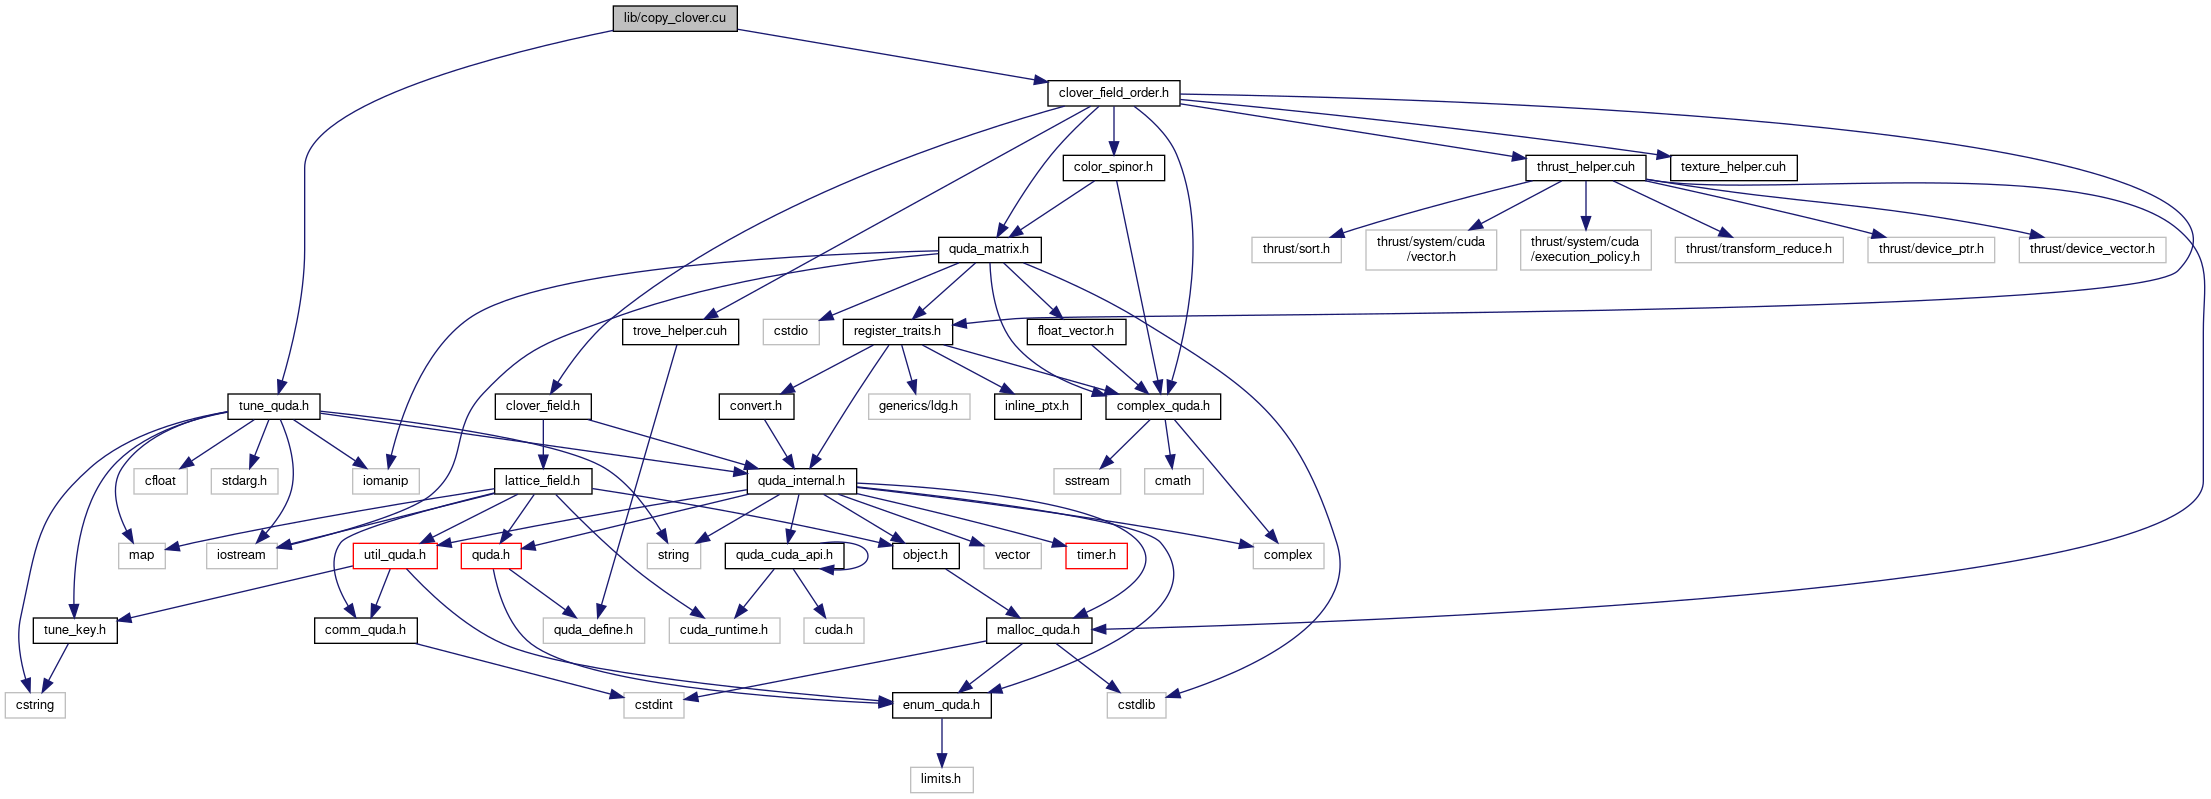 lib/copy_clover.cu
clover_field_order.h
color_spinor.h
thrust_helper.cuh
texture_helper.cuh
quda_matrix.h
thrust/sort.h
thrust/system/cuda
/vector.h
thrust/system/cuda
/execution_policy.h
thrust/transform_reduce.h
thrust/device_ptr.h
thrust/device_vector.h
trove_helper.cuh
cstdio
register_traits.h
float_vector.h
tune_quda.h
clover_field.h
convert.h
generics/ldg.h
inline_ptx.h
complex_quda.h
cfloat
stdarg.h
iomanip
lattice_field.h
quda_internal.h
sstream
cmath
map
iostream
util_quda.h
quda.h
string
quda_cuda_api.h
object.h
vector
timer.h
complex
tune_key.h
comm_quda.h
quda_define.h
cuda_runtime.h
cuda.h
malloc_quda.h
cstring
cstdint
enum_quda.h
cstdlib
limits.h